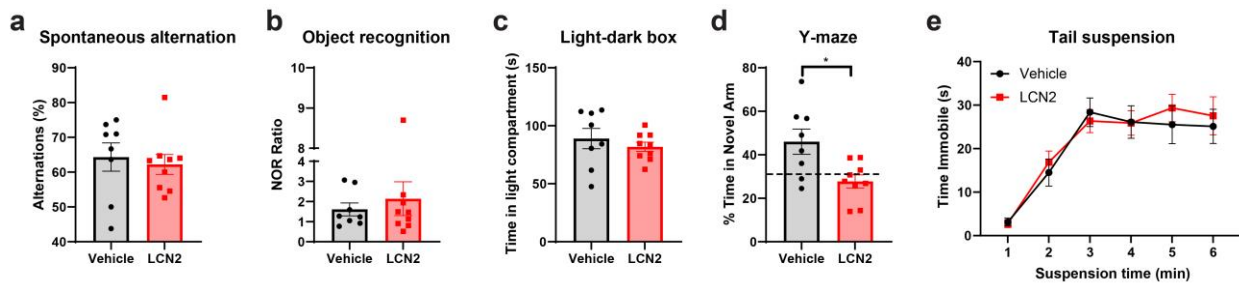 a Spontaneous alternation
Alternations (%)
90
80
70
60
50
40
Vehicle LCN2
b Object recognition
NOR Ratio
10
9
8
4
3
2
1
0
Vehicle LCN2
c Light-dark box
Time in light compartment (s)
150
100
50
0
Vehicle LCN2
d Y-maze
% Time in Novel Arm
80
60
40
20
0
*
Vehicle LCN2
e Tail suspension
Time Immobile (s)
40
30
20
10
0
Vehicle
LCN2
1 2 3 4 5 6
Suspension time (min)